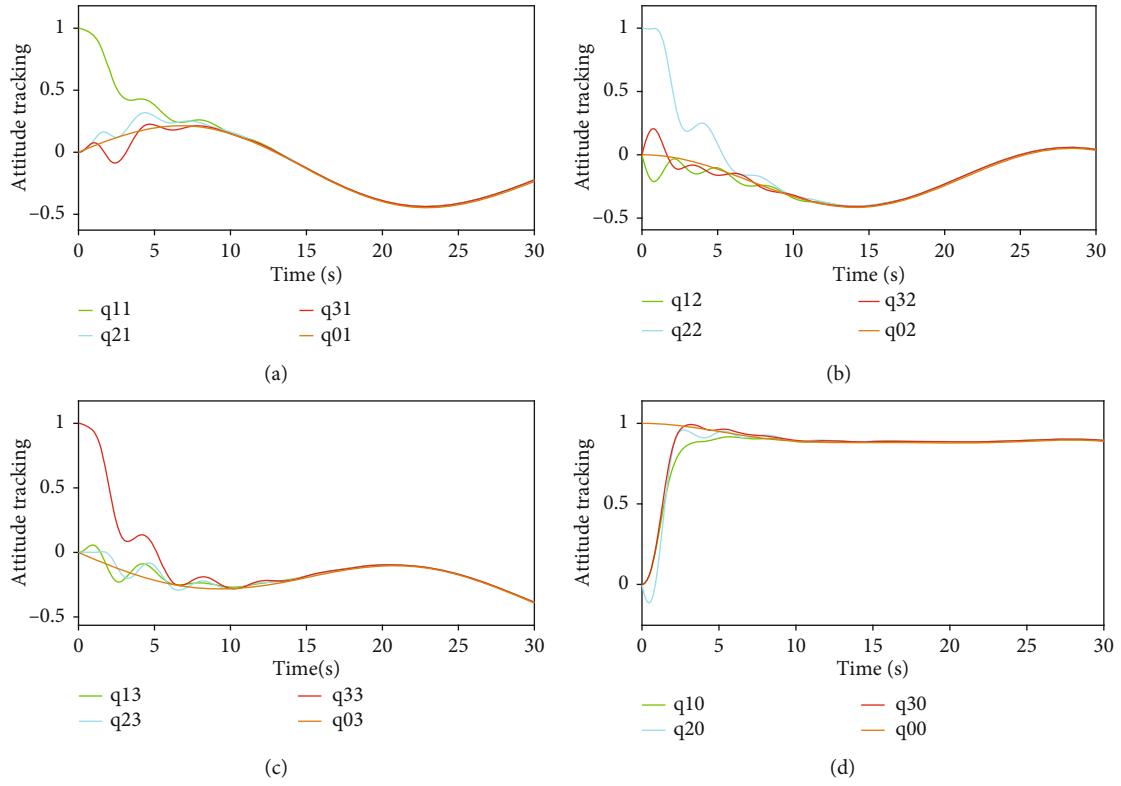 Attitude tracking
1
0.5
0
–0.5
0 5 10 15 20 25 30
Time (s)
q11 q31
q21 q01
(a)
Attitude tracking
1
0.5
0
–0.5
0 5 10 15 20 25 30
Time (s)
q12 q32
q22 q02
(b)
Attitude tracking
1
0.5
0
–0.5
0 5 10 15 20 25 30
Time(s)
q13 q33
q23 q03
(c)
Attitude tracking
1
0.5
0
0 5 10 15 20 25 30
Time (s)
q10 q30
q20 q00
(d)